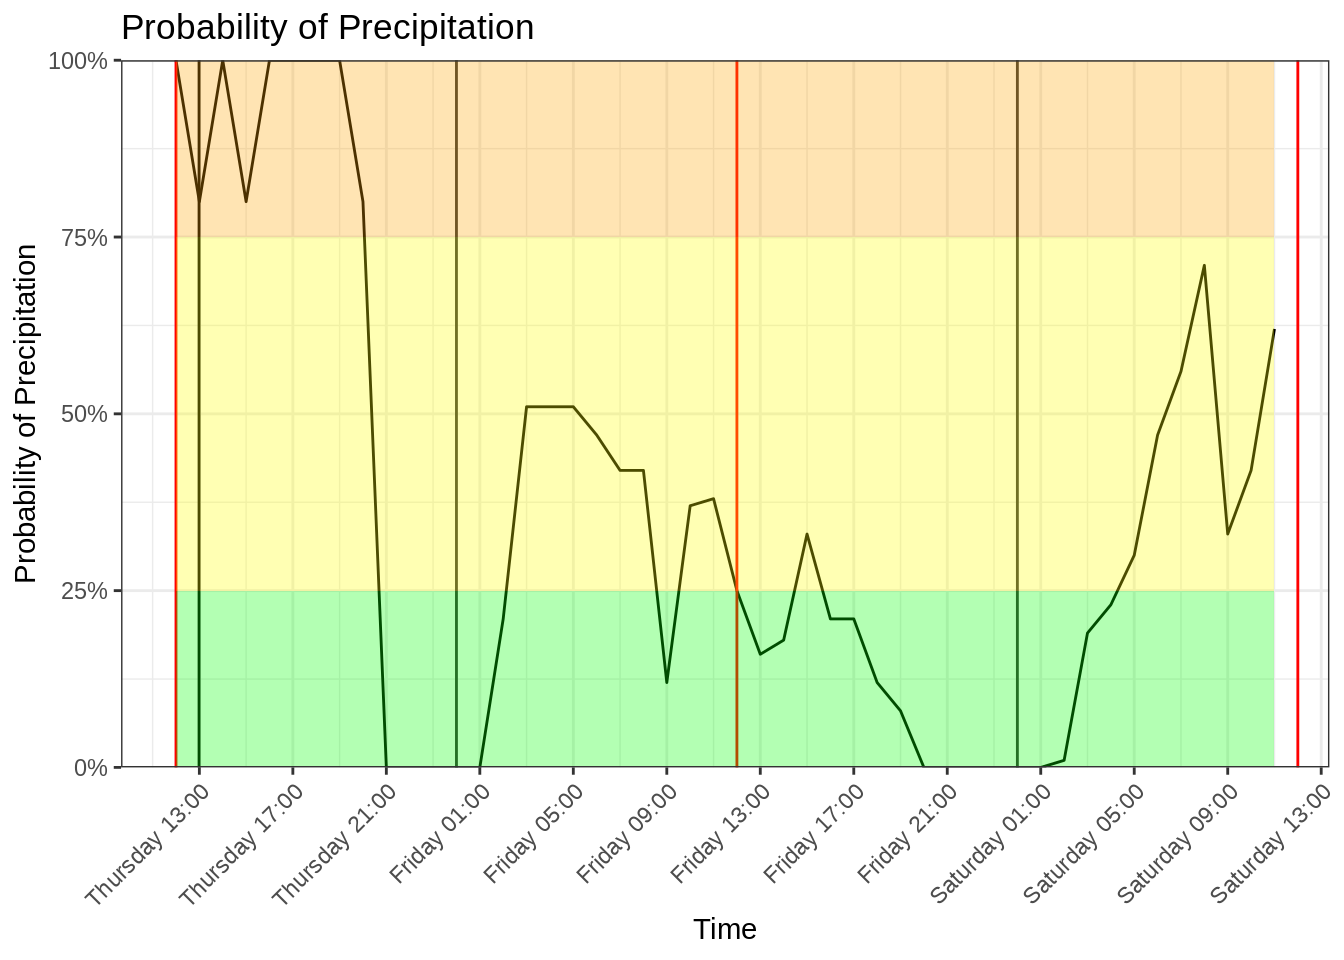 Probability of Precipitation
100%
75%
50%
25%
0%
Probability of Precipitation
Thursday 13:00
Thursday 17:00
Thursday 21:00
Friday 01:00
Friday 05:00
Friday 09:00
Friday 13:00
Friday 17:00
Friday 21:00
Saturday 01:00
Saturday 05:00
Saturday 09:00
Saturday 13:00
Time